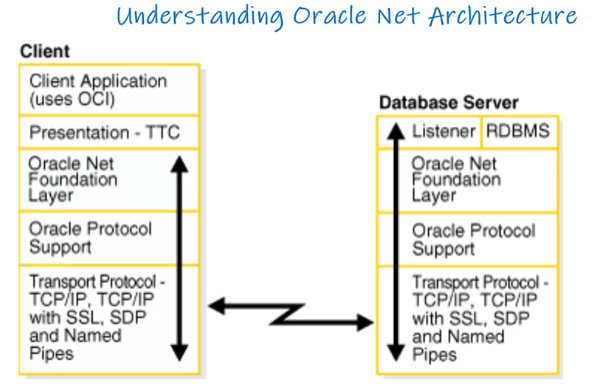 Understanding Oracle Net Architecture
Client
Client Application
(uses OCI)
Presentation - TTC
Oracle Net
Foundation
Layer
Oracle Protocol
Support
Transport Protocol -
TCP/IP, TCP/IP
with SSL, SDP
and Named
Pipes
Database Server
Listener
RDBMS
Oracle Net
Foundation
Layer
Oracle Protocol
Support
Transport Protocol -
TCP/IP, TCP/IP
with SSL, SDP
and Named
Pipes